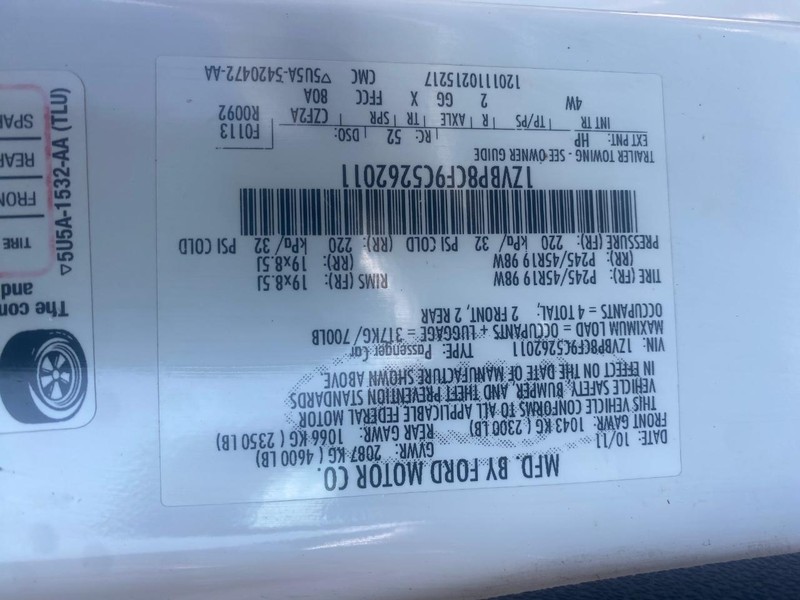 MFD. BY FORD MOTOR CO.
DATE: 10/11
GVWR: 2087 KG ( 4600 LB)
FRONT GAWR: 1043 KG ( 2300 LB)
REAR GAWR: 1066 KG ( 2350 LB)
THIS VEHICLE CONFORMS TO ALL APPLICABLE FEDERAL MOTOR
VEHICLE SAFETY, BUMPER, AND THEFT PREVENTION STANDARDS
IN EFFECT ON THE DATE OF MANUFACTURE SHOWN ABOVE
VIN: 1ZVBP8CF9C5262011 TYPE: Passenger Car
MAXIMUM LOAD = OCCUPANTS + LUGGAGE = 317KG/700LB
OCCUPANTS = 4 TOTAL, 2 FRONT, 2 REAR
TIRE (FR): P245/45R19 98W RIMS (FR): 19x8.5J
(RR): P245/45R19 98W (RR): 19x8.5J
PRESSURE: (FR) 220 kPa/ 32 PSI COLD (RR) 220 kPa/ 32 PSI COLD
1ZVBP8CF9C5262011
TRAILER TOWING - SEE OWNER GUIDE
EXT PNT: HP RC: 52 DSO: F0113
INT TR TP/PS R AXLE TR SPR CZF2A R0092
4W 2 GG X FFCC 80A
1201110215217 CMC ▽5U5A-5420472-AA
The con
and
TIRE
FRON
REAR
SPAR
▽5U5A-1532-AA (TLU)